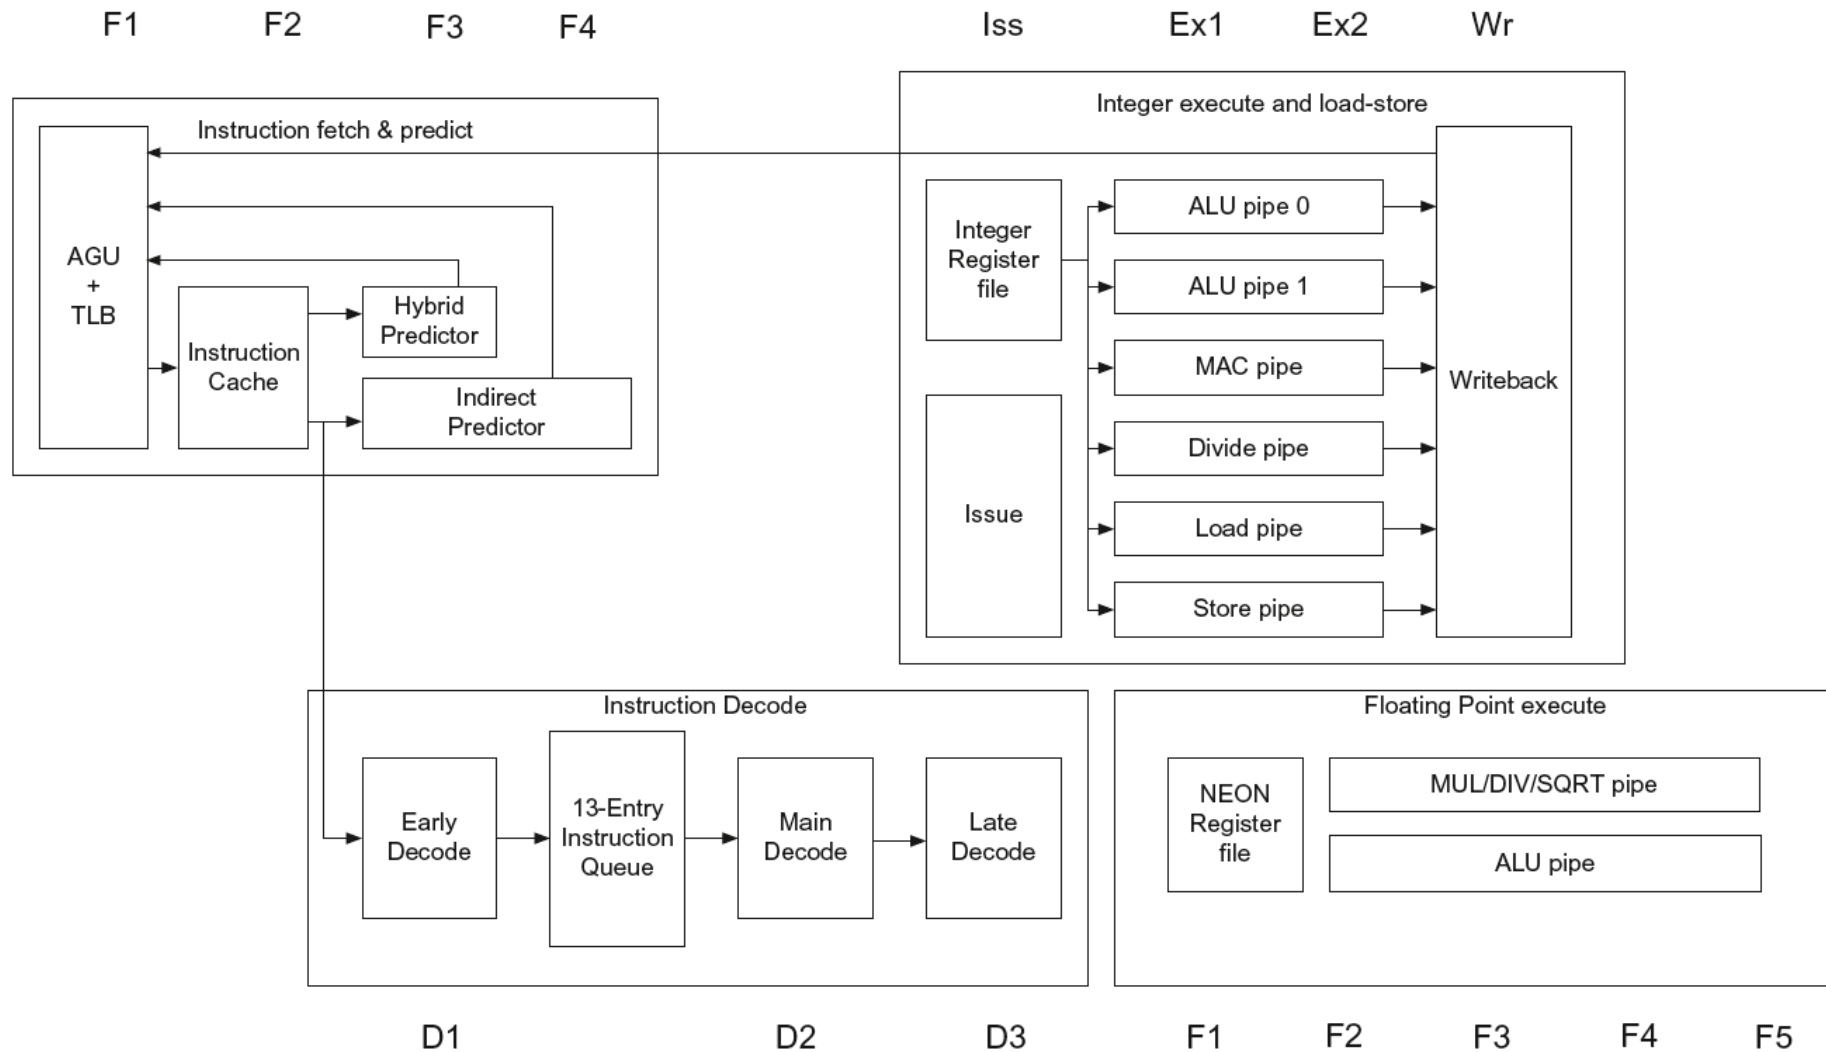 F1 F2 F3 F4 Iss Ex1 Ex2 Wr
Instruction fetch & predict
AGU
+
TLB
Instruction
Cache
Hybrid
Predictor
Indirect
Predictor
Integer execute and load-store
Integer
Register
file
Issue
ALU pipe 0
ALU pipe 1
MAC pipe
Divide pipe
Load pipe
Store pipe
Writeback
Instruction Decode
Early
Decode
13-Entry
Instruction
Queue
Main
Decode
Late
Decode
Floating Point execute
NEON
Register
file
MUL/DIV/SQRT pipe
ALU pipe
D1 D2 D3 F1 F2 F3 F4 F5